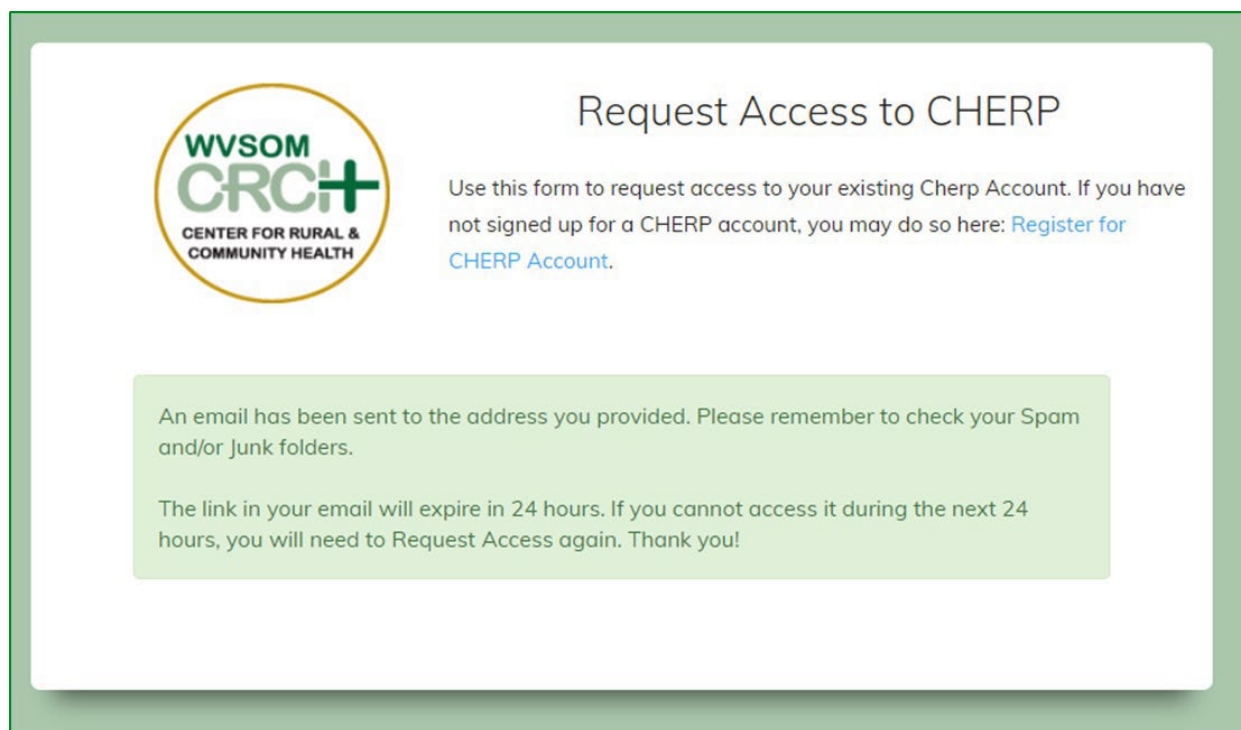 WVSOM
CRCH
CENTER FOR RURAL &
COMMUNITY HEALTH
Request Access to CHERP
Use this form to request access to your existing Cherp Account. If you have
not signed up for a CHERP account, you may do so here: Register for
CHERP Account.
An email has been sent to the address you provided. Please remember to check your Spam
and/or Junk folders.
The link in your email will expire in 24 hours. If you cannot access it during the next 24
hours, you will need to Request Access again. Thank you!